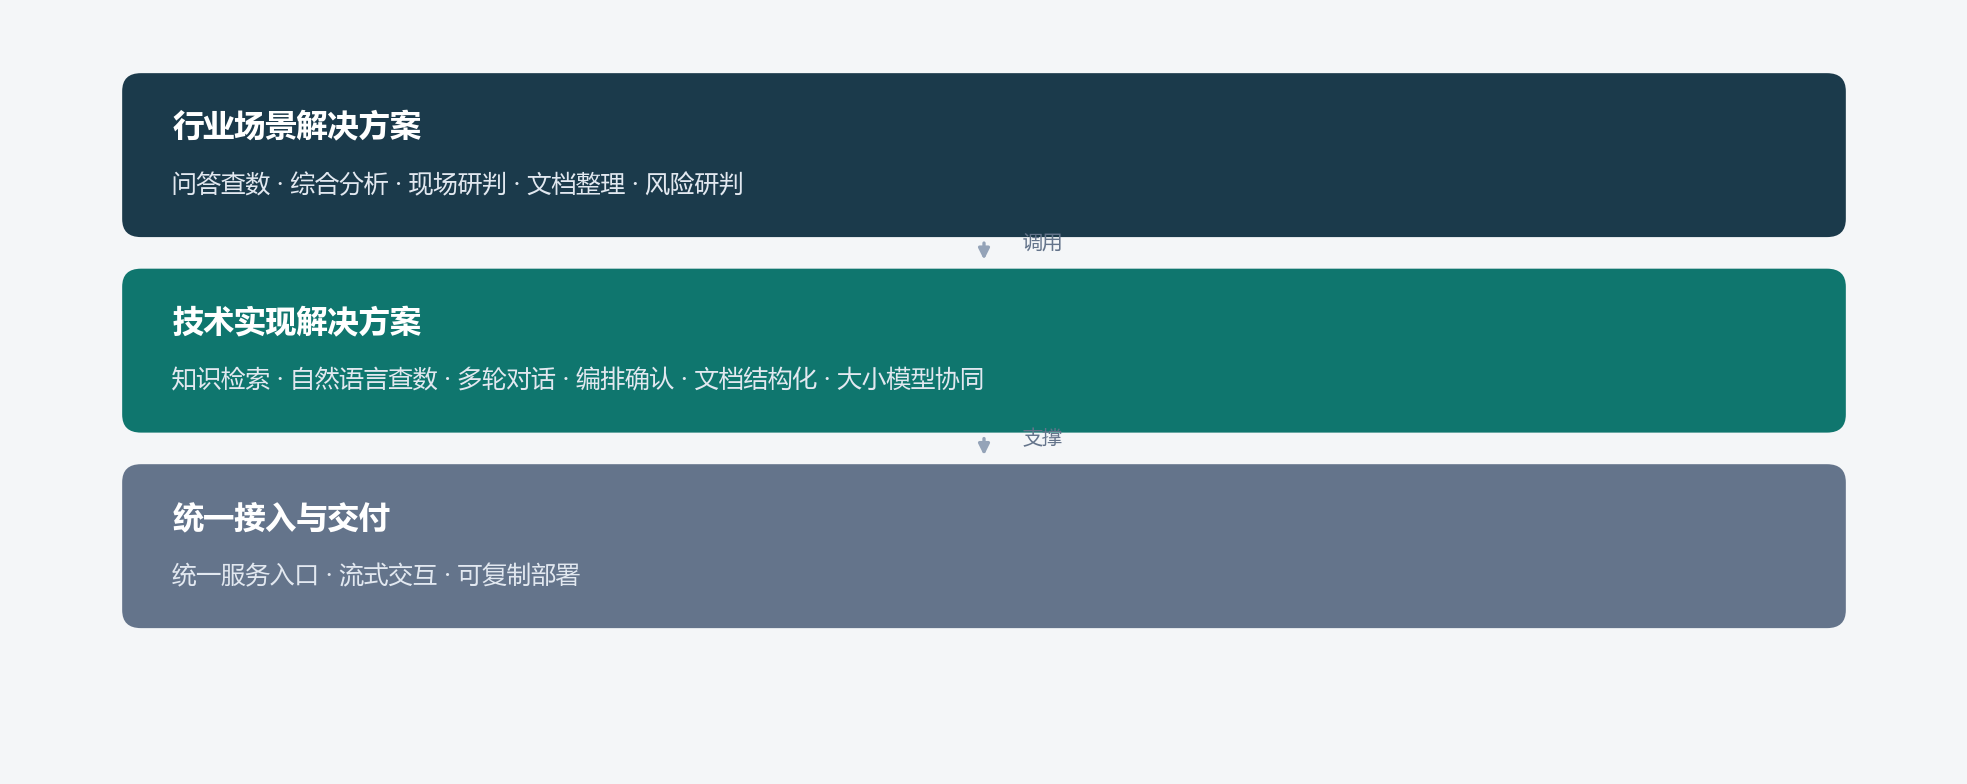 行业场景解决方案
问答查数 · 综合分析 · 现场研判 · 文档整理 · 风险研判
调用
技术实现解决方案
知识检索 · 自然语言查数 · 多轮对话 · 编排确认 · 文档结构化 · 大小模型协同
支撑
统一接入与交付
统一服务入口 · 流式交互 · 可复制部署